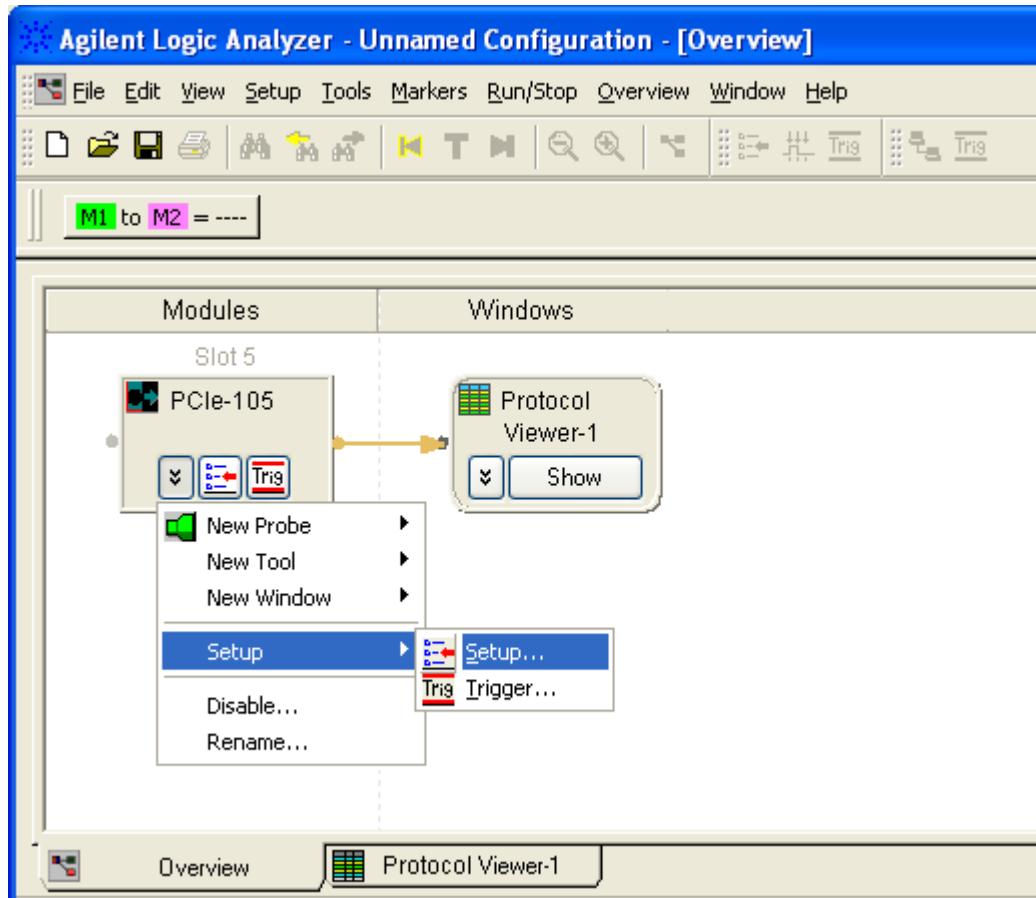 Agilent Logic Analyzer - Unnamed Configuration - [Overview]
File Edit View Setup Tools Markers Run/Stop Overview Window Help
T Trig Trig
M1 to M2 = ----
Modules Windows
Slot 5
PCIe-105
Protocol
Viewer-1
Trig
Show
New Probe
New Tool
New Window
Setup
Setup...
Trig Trigger...
Disable...
Rename...
Overview Protocol Viewer-1